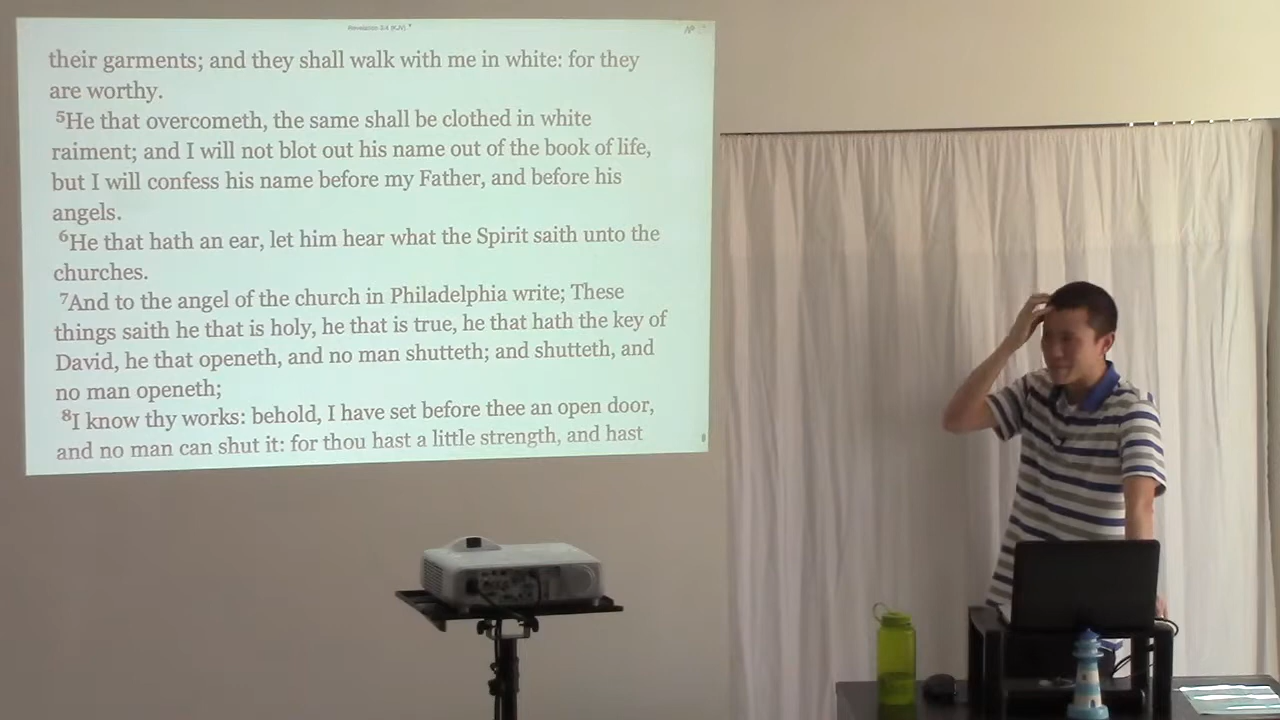 Revelation 3:4 (KJV)
their garments; and they shall walk with me in white: for they
are worthy.
5He that overcometh, the same shall be clothed in white
raiment; and I will not blot out his name out of the book of life,
but I will confess his name before my Father, and before his
angels.
6He that hath an ear, let him hear what the Spirit saith unto the
churches.
7And to the angel of the church in Philadelphia write; These
things saith he that is holy, he that is true, he that hath the key of
David, he that openeth, and no man shutteth; and shutteth, and
no man openeth;
8I know thy works: behold, I have set before thee an open door,
and no man can shut it: for thou hast a little strength, and hast